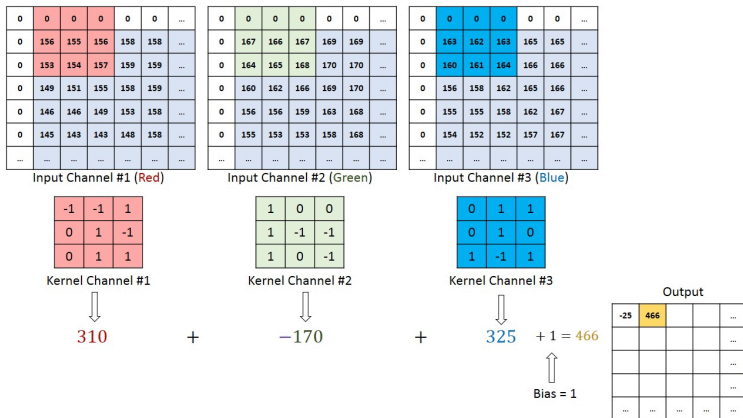 0 0 0 0 0 0 ...
0 156 155 156 158 158 ...
0 153 154 157 159 159 ...
0 149 151 155 158 159 ...
0 146 146 149 153 158 ...
0 145 143 143 148 158 ...
... ... ... ... ... ... ...
Input Channel #1 (Red)
0 0 0 0 0 0 ...
0 167 166 167 169 169 ...
0 164 165 168 170 170 ...
0 160 162 166 169 170 ...
0 156 156 159 163 168 ...
0 155 153 153 158 168 ...
... ... ... ... ... ... ...
Input Channel #2 (Green)
0 0 0 0 0 0 ...
0 163 162 163 165 165 ...
0 160 161 164 166 166 ...
0 156 158 162 165 166 ...
0 155 155 158 162 167 ...
0 154 152 152 157 167 ...
... ... ... ... ... ... ...
Input Channel #3 (Blue)
-1 -1 1
0 1 -1
0 1 1
Kernel Channel #1
1 0 0
1 -1 -1
1 0 -1
Kernel Channel #2
0 1 1
0 1 0
1 -1 1
Kernel Channel #3
310 + −170 + 325 + 1 = 466
Bias = 1
Output
-25 466 ...
...
...
...
... ... ... ... ...